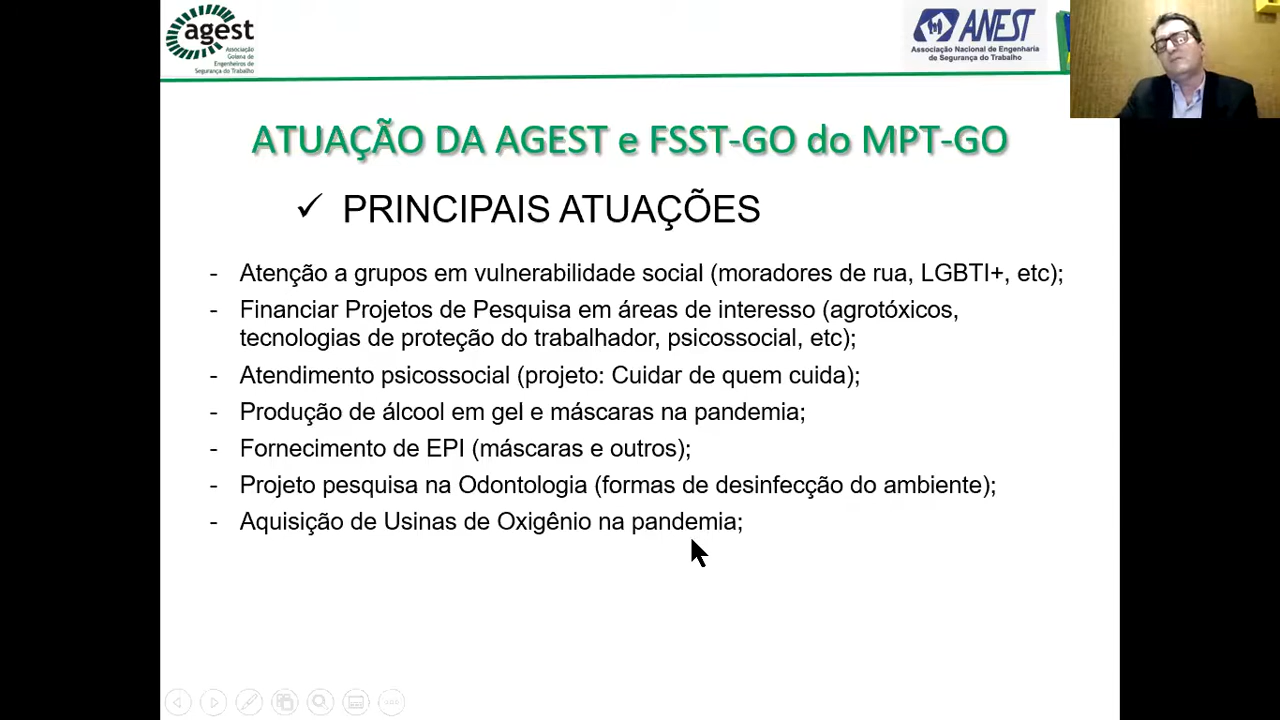 agest
Associação
Goiana de
Engenheiros de
Segurança do Trabalho
ANEST
Associação Nacional de Engenharia
de Segurança do Trabalho
ATUAÇÃO DA AGEST e FSST-GO do MPT-GO
✓ PRINCIPAIS ATUAÇÕES
- Atenção a grupos em vulnerabilidade social (moradores de rua, LGBTI+, etc);
- Financiar Projetos de Pesquisa em áreas de interesso (agrotóxicos,
tecnologias de proteção do trabalhador, psicossocial, etc);
- Atendimento psicossocial (projeto: Cuidar de quem cuida);
- Produção de álcool em gel e máscaras na pandemia;
- Fornecimento de EPI (máscaras e outros);
- Projeto pesquisa na Odontologia (formas de desinfecção do ambiente);
- Aquisição de Usinas de Oxigênio na pandemia;